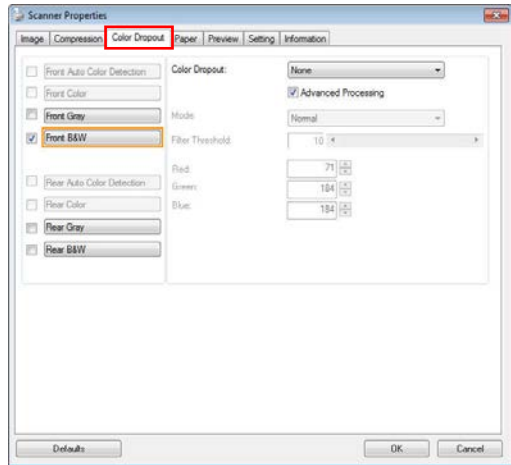 Scanner Properties
Image Compression Color Dropout Paper Preview Setting Information
Front Auto Color Detection
Front Color
Front Gray
Front B&W
Rear Auto Color Detection
Rear Color
Rear Gray
Rear B&W
Color Dropout: None
Advanced Processing
Mode Normal
Filter Threshold: 10
Red: 71
Green: 184
Blue: 184
Defaults OK Cancel